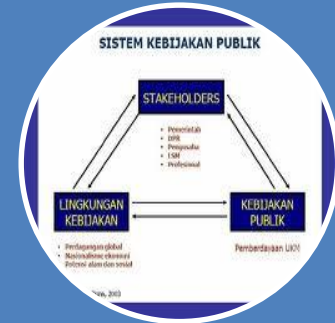 SISTEM KEBIJAKAN PUBLIK
STAKEHOLDERS
• Pemerintah
• DPR
• Pengusaha
• LSM
• Profesional
LINGKUNGAN
KEBIJAKAN
KEBIJAKAN
PUBLIK
• Perdagangan global
• Nasionalisme ekonomi
Potensi alam dan sosial
Pemberdayaan UKM
2003